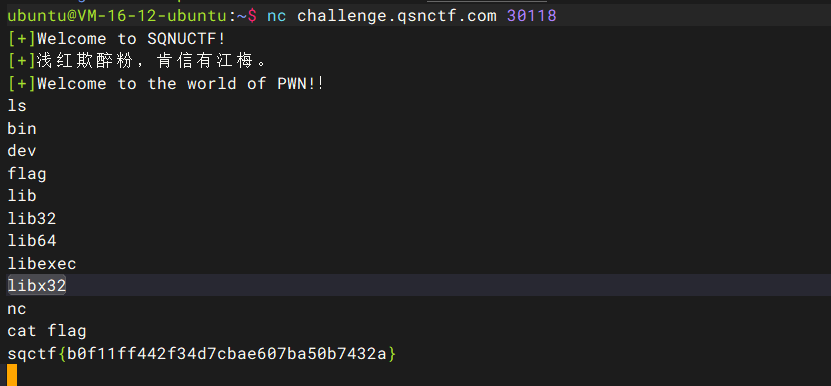 ubuntu@VM-16-12-ubuntu:~$ nc challenge.qsnctf.com 30118
[+]Welcome to SQNUCTF!
[+]浅红欺醉粉，肯信有江梅。
[+]Welcome to the world of PWN!！
ls
bin
dev
flag
lib
lib32
lib64
libexec
libx32
nc
cat flag
sqctf{b0f11ff442f34d7cbae607ba50b7432a}